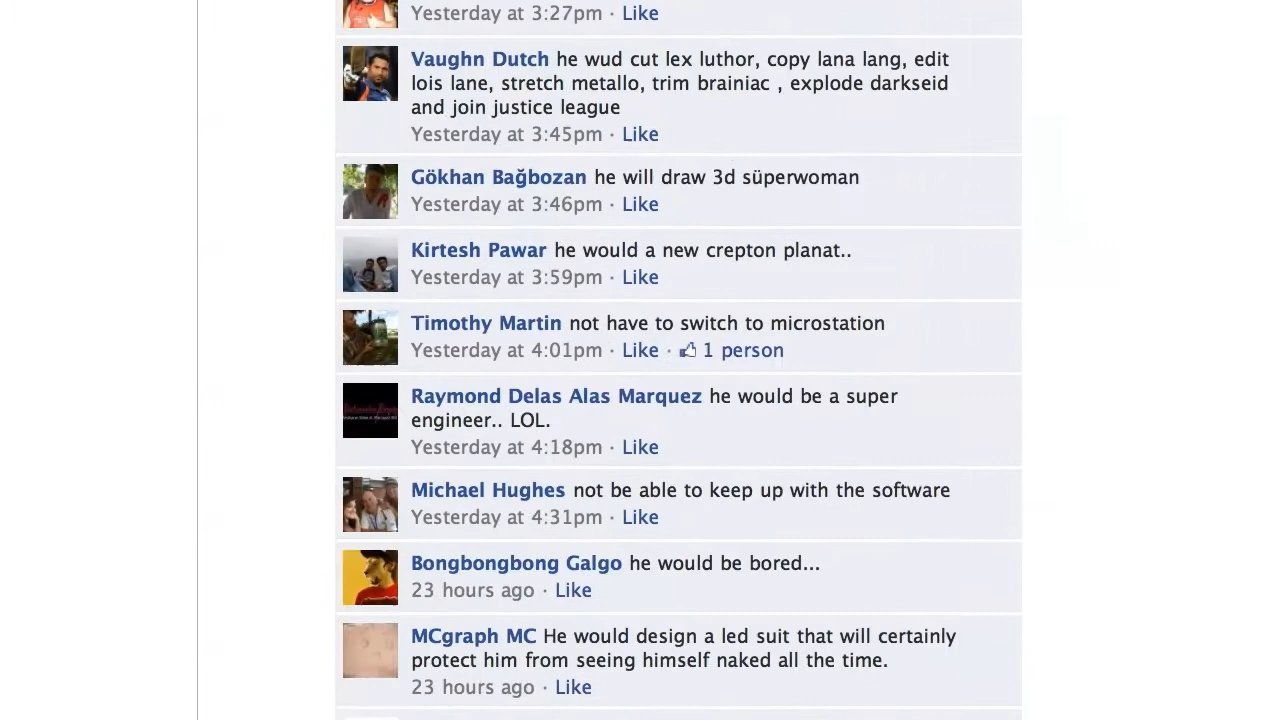 Yesterday at 3:27pm · Like
Vaughn Dutch he wud cut lex luthor, copy lana lang, edit
lois lane, stretch metallo, trim brainiac , explode darkseid
and join justice league
Yesterday at 3:45pm · Like
Gökhan Bağbozan he will draw 3d süperwoman
Yesterday at 3:46pm · Like
Kirtesh Pawar he would a new crepton planat..
Yesterday at 3:59pm · Like
Timothy Martin not have to switch to microstation
Yesterday at 4:01pm · Like · 1 person
Raymond Delas Alas Marquez he would be a super
engineer.. LOL.
Yesterday at 4:18pm · Like
Michael Hughes not be able to keep up with the software
Yesterday at 4:31pm · Like
Bongbongbong Galgo he would be bored...
23 hours ago · Like
MCgraph MC He would design a led suit that will certainly
protect him from seeing himself naked all the time.
23 hours ago · Like